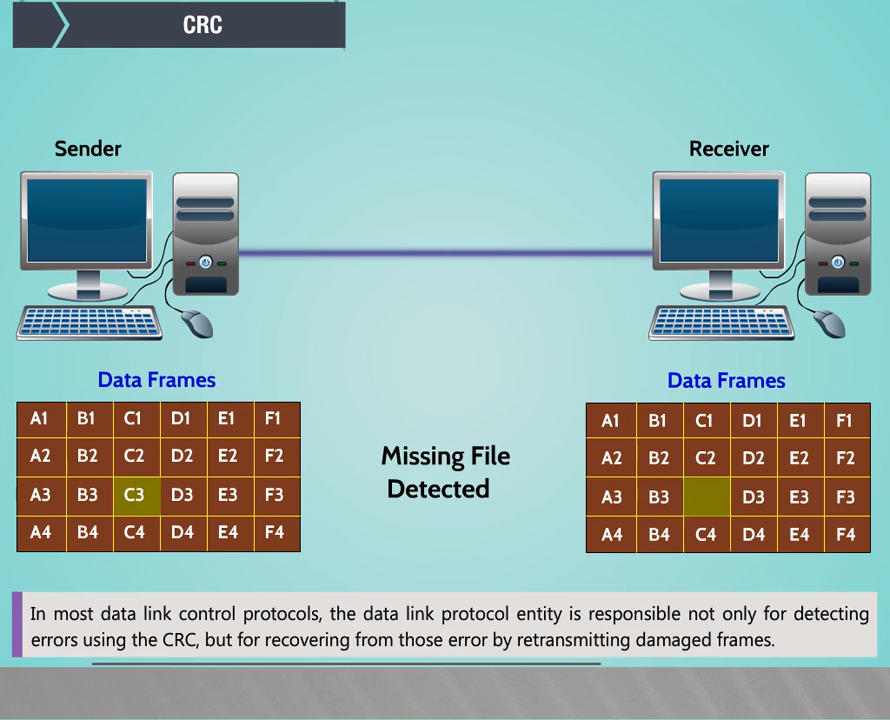 CRC
Sender
Receiver
Data Frames
Data Frames
A1 B1 C1 D1 E1 F1
A2 B2 C2 D2 E2 F2
A3 B3 C3 D3 E3 F3
A4 B4 C4 D4 E4 F4
Missing File
Detected
A1 B1 C1 D1 E1 F1
A2 B2 C2 D2 E2 F2
A3 B3 D3 E3 F3
A4 B4 C4 D4 E4 F4
In most data link control protocols, the data link protocol entity is responsible not only for detecting
errors using the CRC, but for recovering from those error by retransmitting damaged frames.